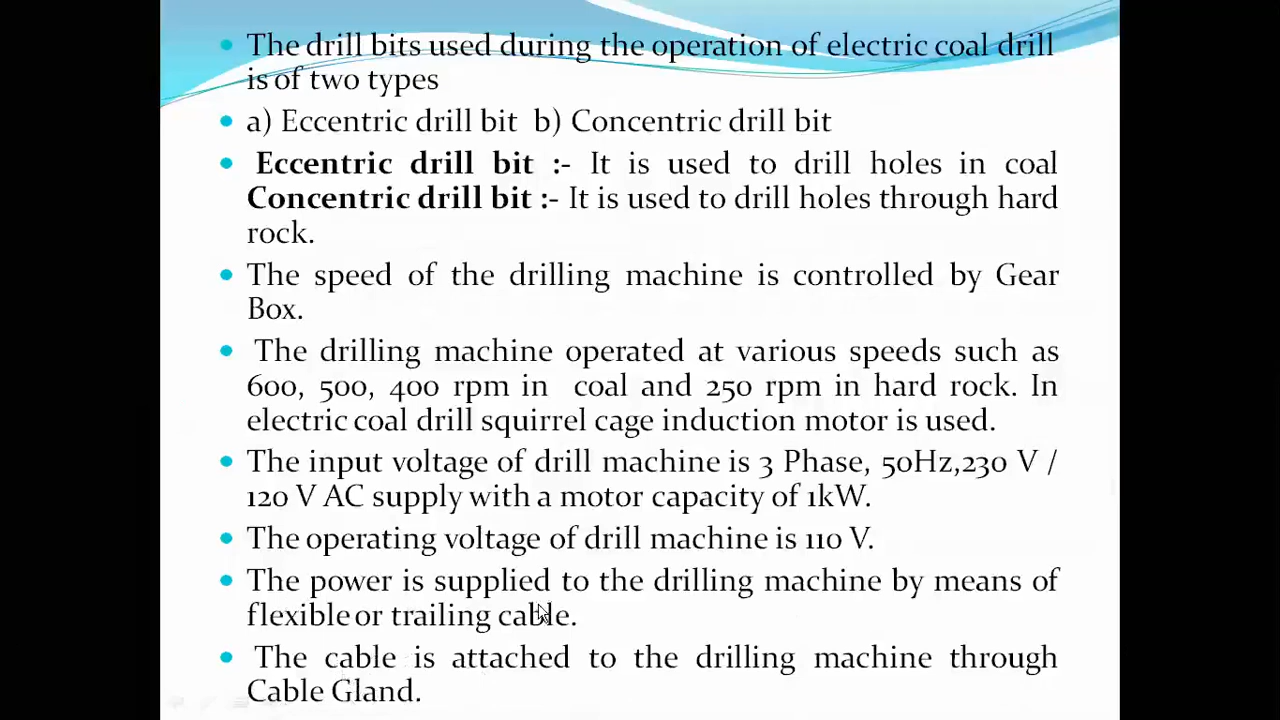 The drill bits used during the operation of electric coal drill
is of two types
a) Eccentric drill bit b) Concentric drill bit
Eccentric drill bit :- It is used to drill holes in coal
Concentric drill bit :- It is used to drill holes through hard
rock.
The speed of the drilling machine is controlled by Gear
Box.
The drilling machine operated at various speeds such as
600, 500, 400 rpm in coal and 250 rpm in hard rock. In
electric coal drill squirrel cage induction motor is used.
The input voltage of drill machine is 3 Phase, 50Hz,230 V /
120 V AC supply with a motor capacity of 1kW.
The operating voltage of drill machine is 110 V.
The power is supplied to the drilling machine by means of
flexible or trailing cable.
The cable is attached to the drilling machine through
Cable Gland.